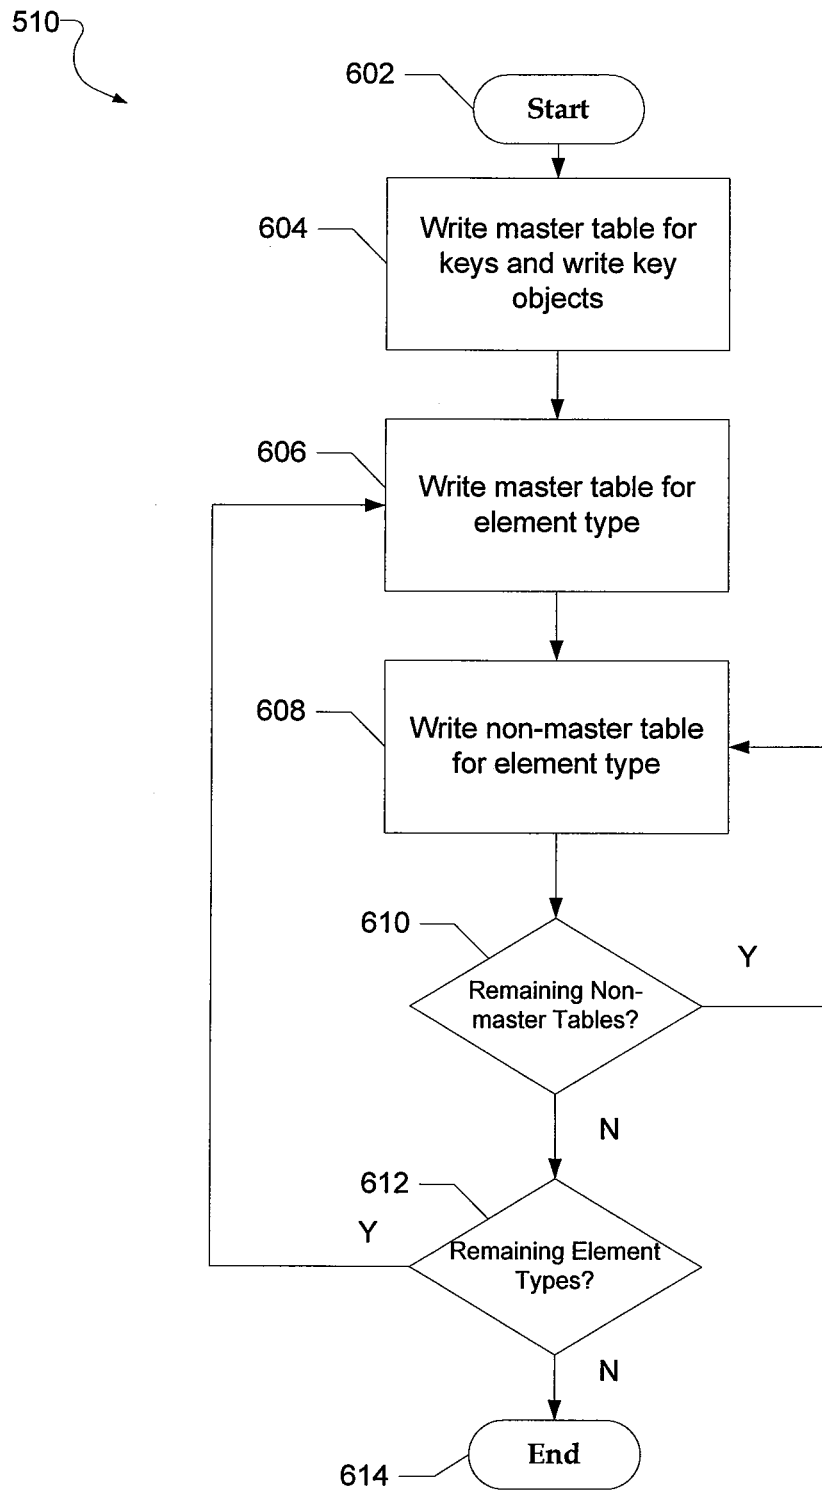 510
602
Start
604
Write master table for
keys and write key
objects
606
Write master table for
element type
608
Write non-master table
for element type
610
Remaining Non-
master Tables?
Y
N
612
Y
Remaining Element
Types?
N
End
614